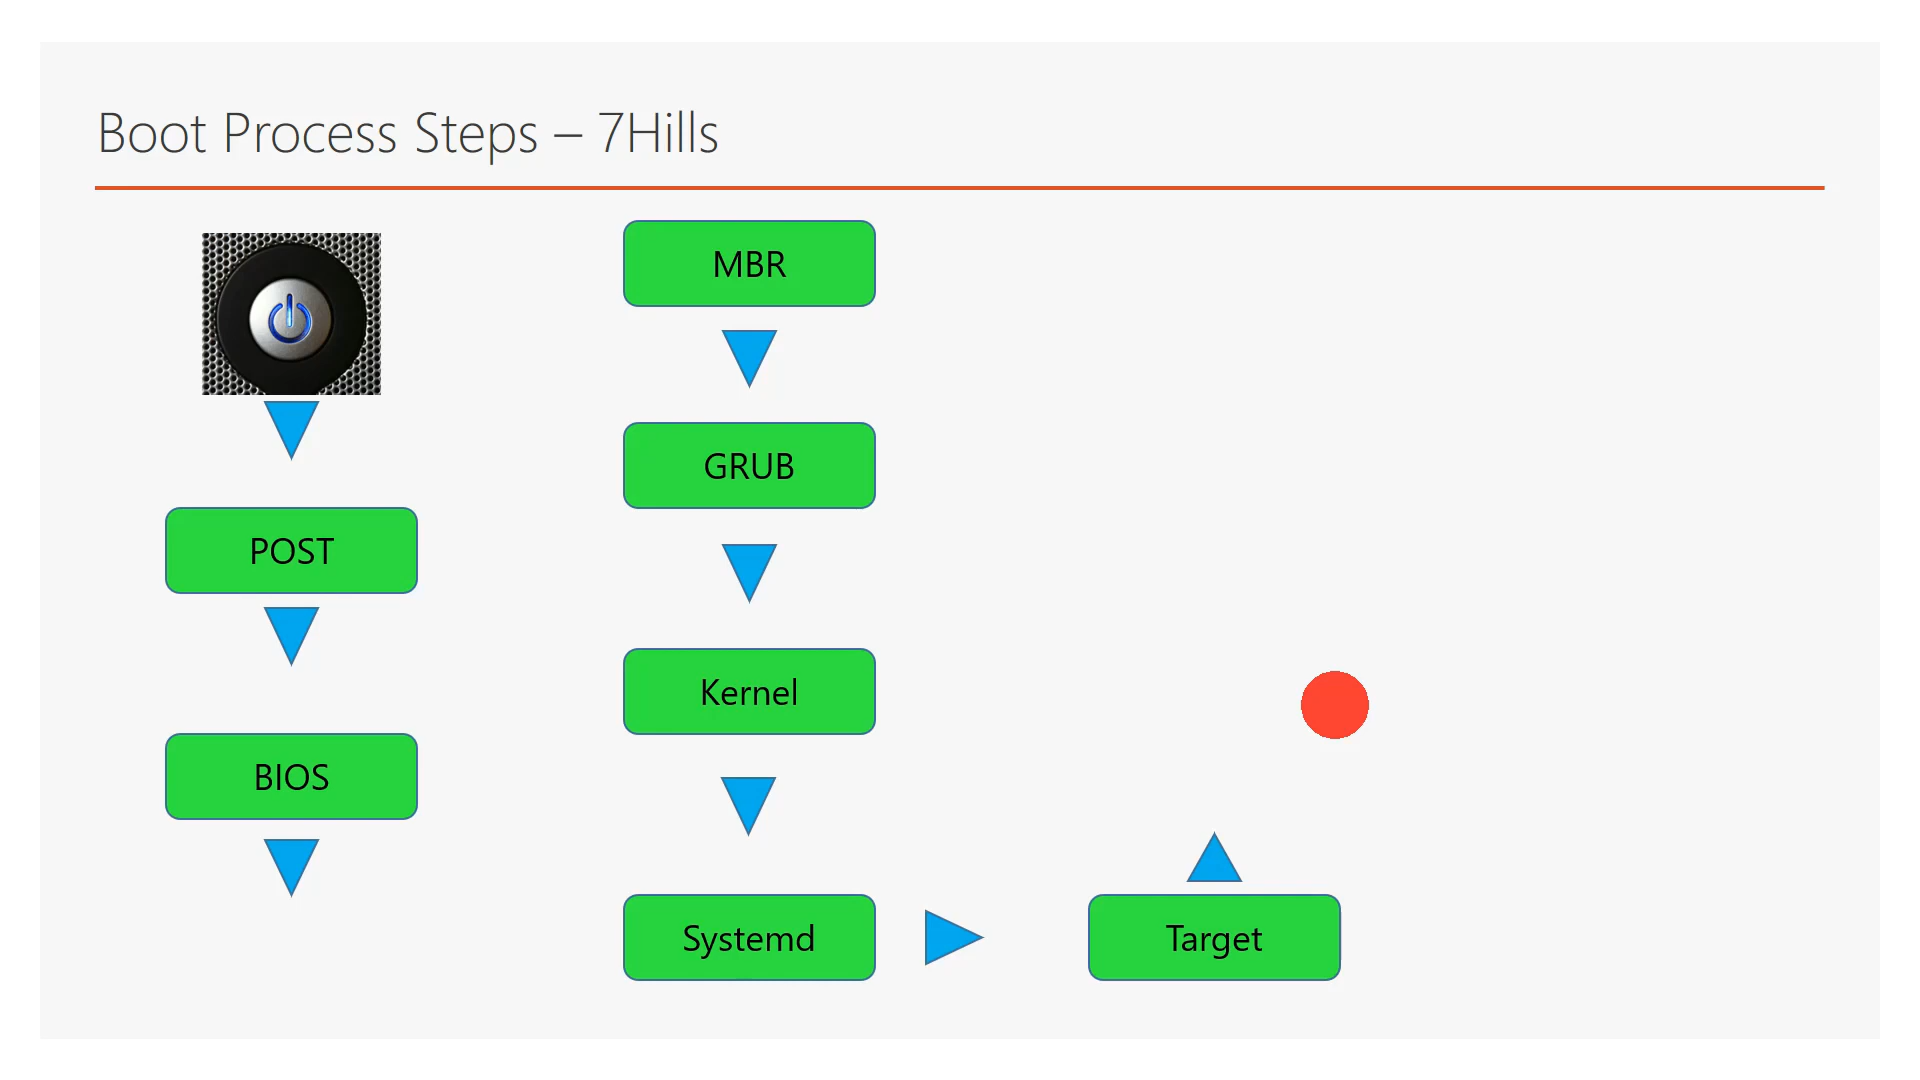 Boot Process Steps – 7Hills
POST
BIOS
MBR
GRUB
Kernel
Systemd
Target